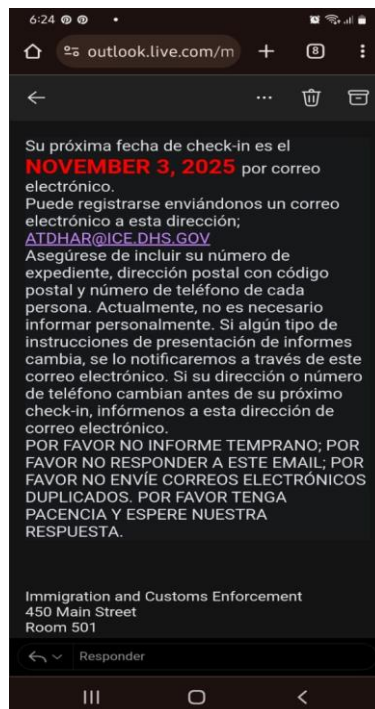 6:24
outlook.live.com/m
8
Su próxima fecha de check-in es el
NOVEMBER 3, 2025 por correo
electrónico.
Puede registrarse enviándonos un correo
electrónico a esta dirección;
ATDHAR@ICE.DHS.GOV
Asegúrese de incluir su número de
expediente, dirección postal con código
postal y número de teléfono de cada
persona. Actualmente, no es necesario
informar personalmente. Si algún tipo de
instrucciones de presentación de informes
cambia, se lo notificaremos a través de este
correo electrónico. Si su dirección o número
de teléfono cambian antes de su próximo
check-in, infórmenos a esta dirección de
correo electrónico.
POR FAVOR NO INFORME TEMPRANO; POR
FAVOR NO RESPONDER A ESTE EMAIL; POR
FAVOR NO ENVÍE CORREOS ELECTRÓNICOS
DUPLICADOS. POR FAVOR TENGA
PACENCIA Y ESPERE NUESTRA
RESPUESTA.
Immigration and Customs Enforcement
450 Main Street
Room 501
Responder